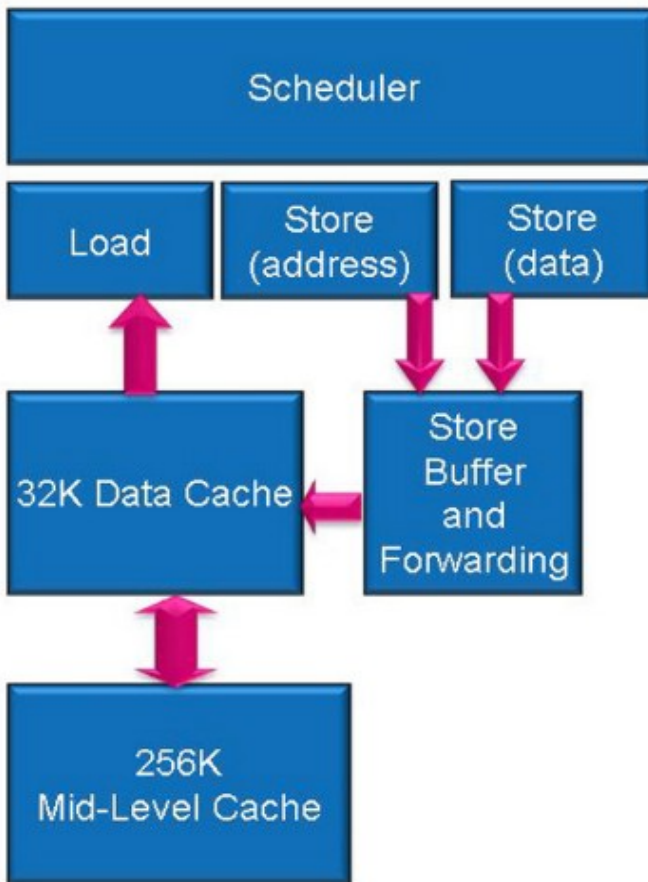 Scheduler
Load
Store
(address)
Store
(data)
32K Data Cache
Store
Buffer
and
Forwarding
256K
Mid-Level Cache